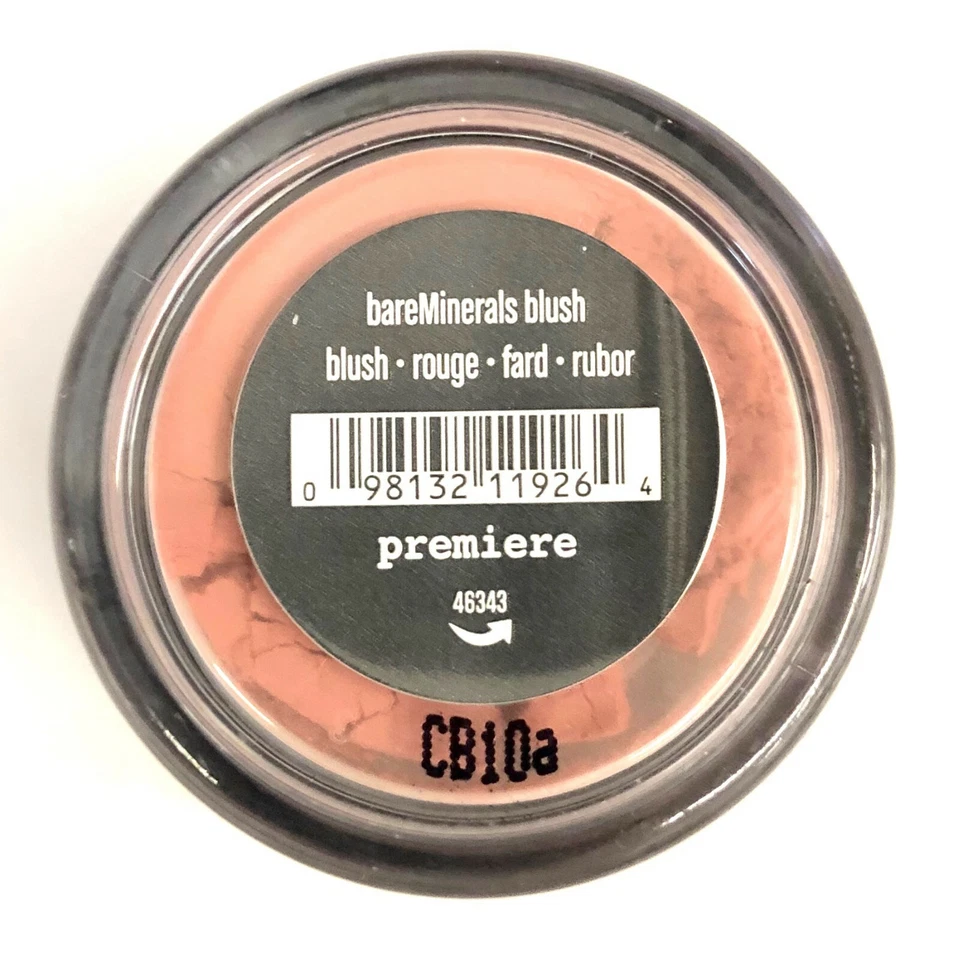 bareMinerals blush
blush • rouge • fard • rubor
0 98132 11926 4
premiere
46343
CB10a